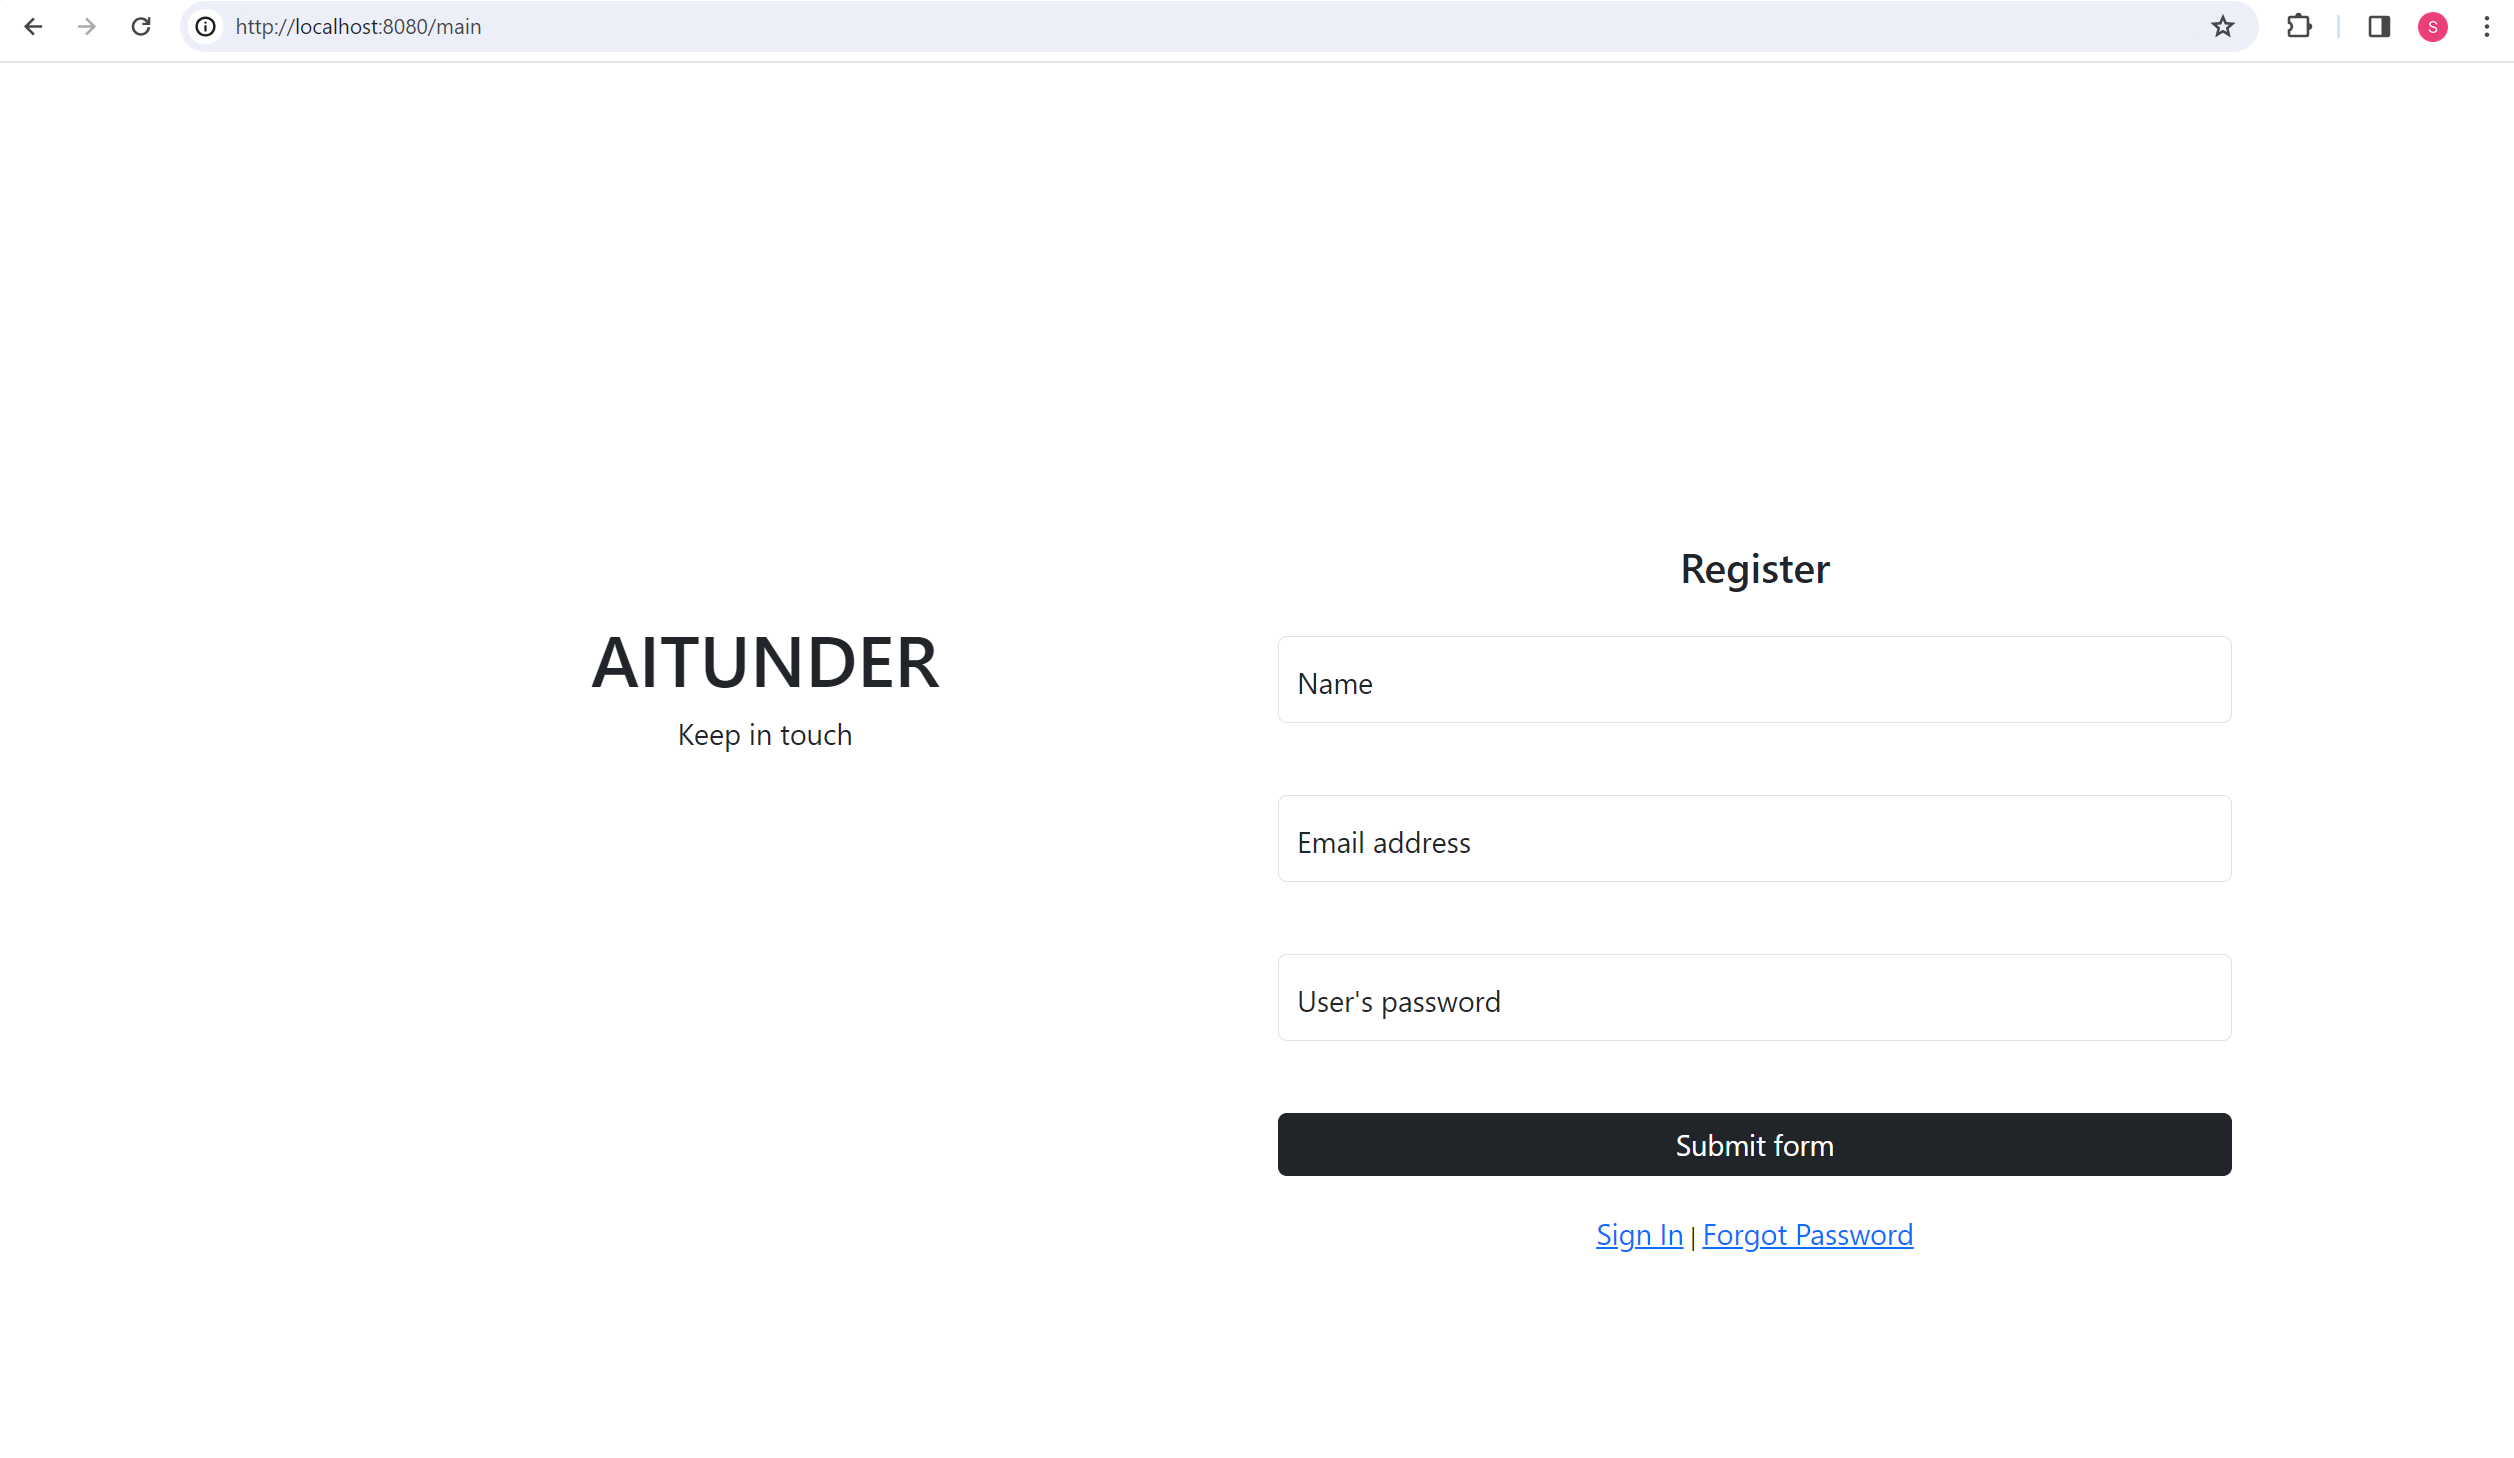 http://localhost:8080/main
S
AITUNDER
Keep in touch
Register
Name
Email address
User's password
Submit form
Sign In | Forgot Password